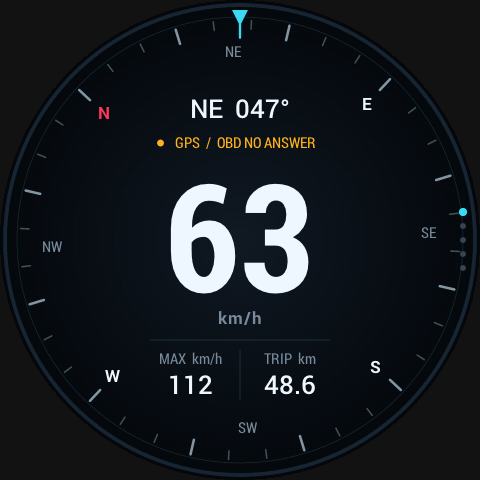 NE
N
E
NE 047°
GPS / OBD NO ANSWER
63
km/h
NW
SE
MAX km/h
TRIP km
112
48.6
W
S
SW